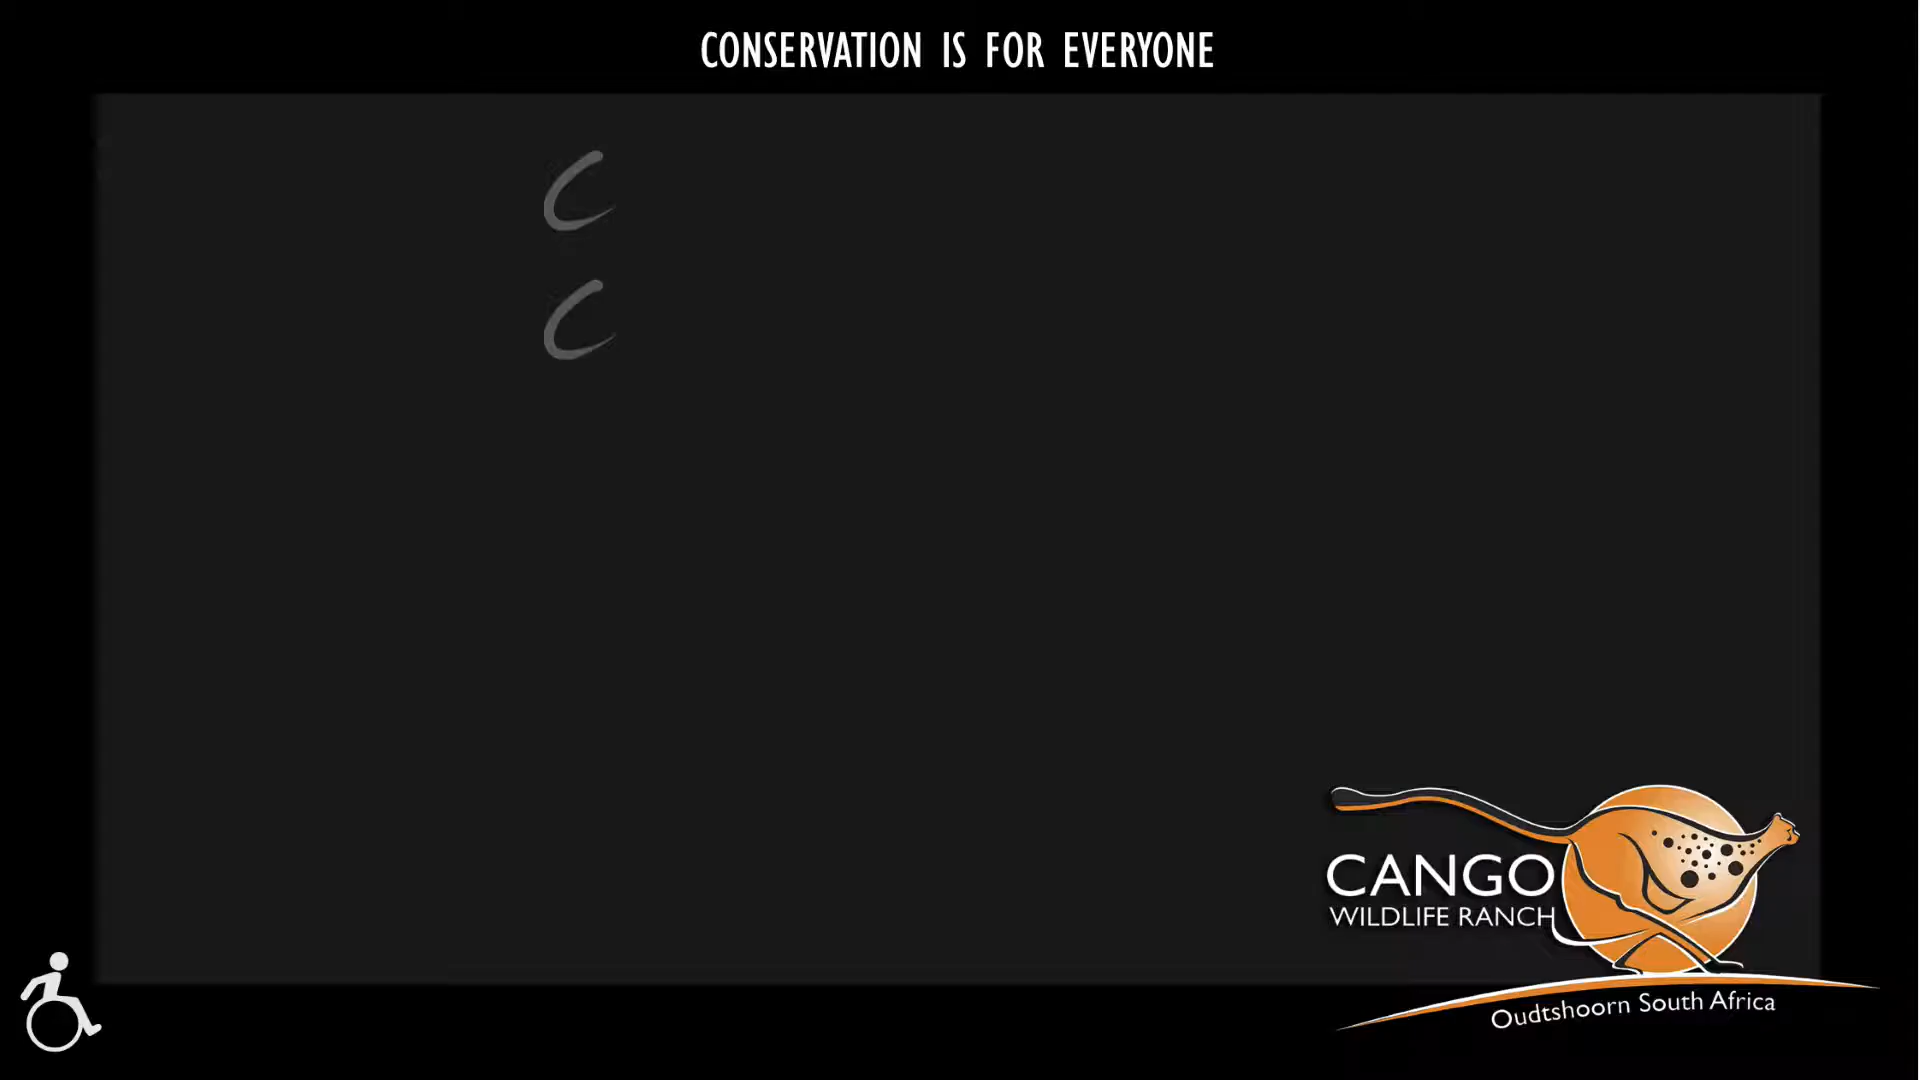 CONSERVATION IS FOR EVERYONE
C
C
CANGO
WILDLIFE RANCH
Oudtshoorn South Africa